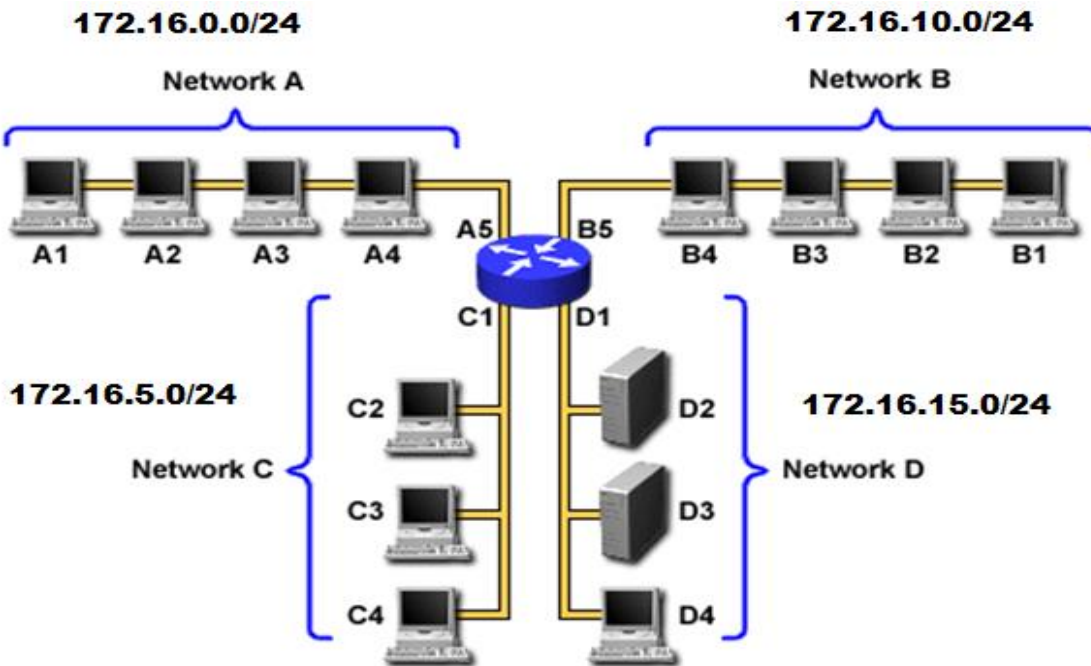 172.16.0.0/24
172.16.10.0/24
Network A
Network B
A1 A2 A3 A4 A5 B5 B4 B3 B2 B1
C1 D1
172.16.5.0/24
172.16.15.0/24
C2 D2
Network C
Network D
C3 D3
C4 D4